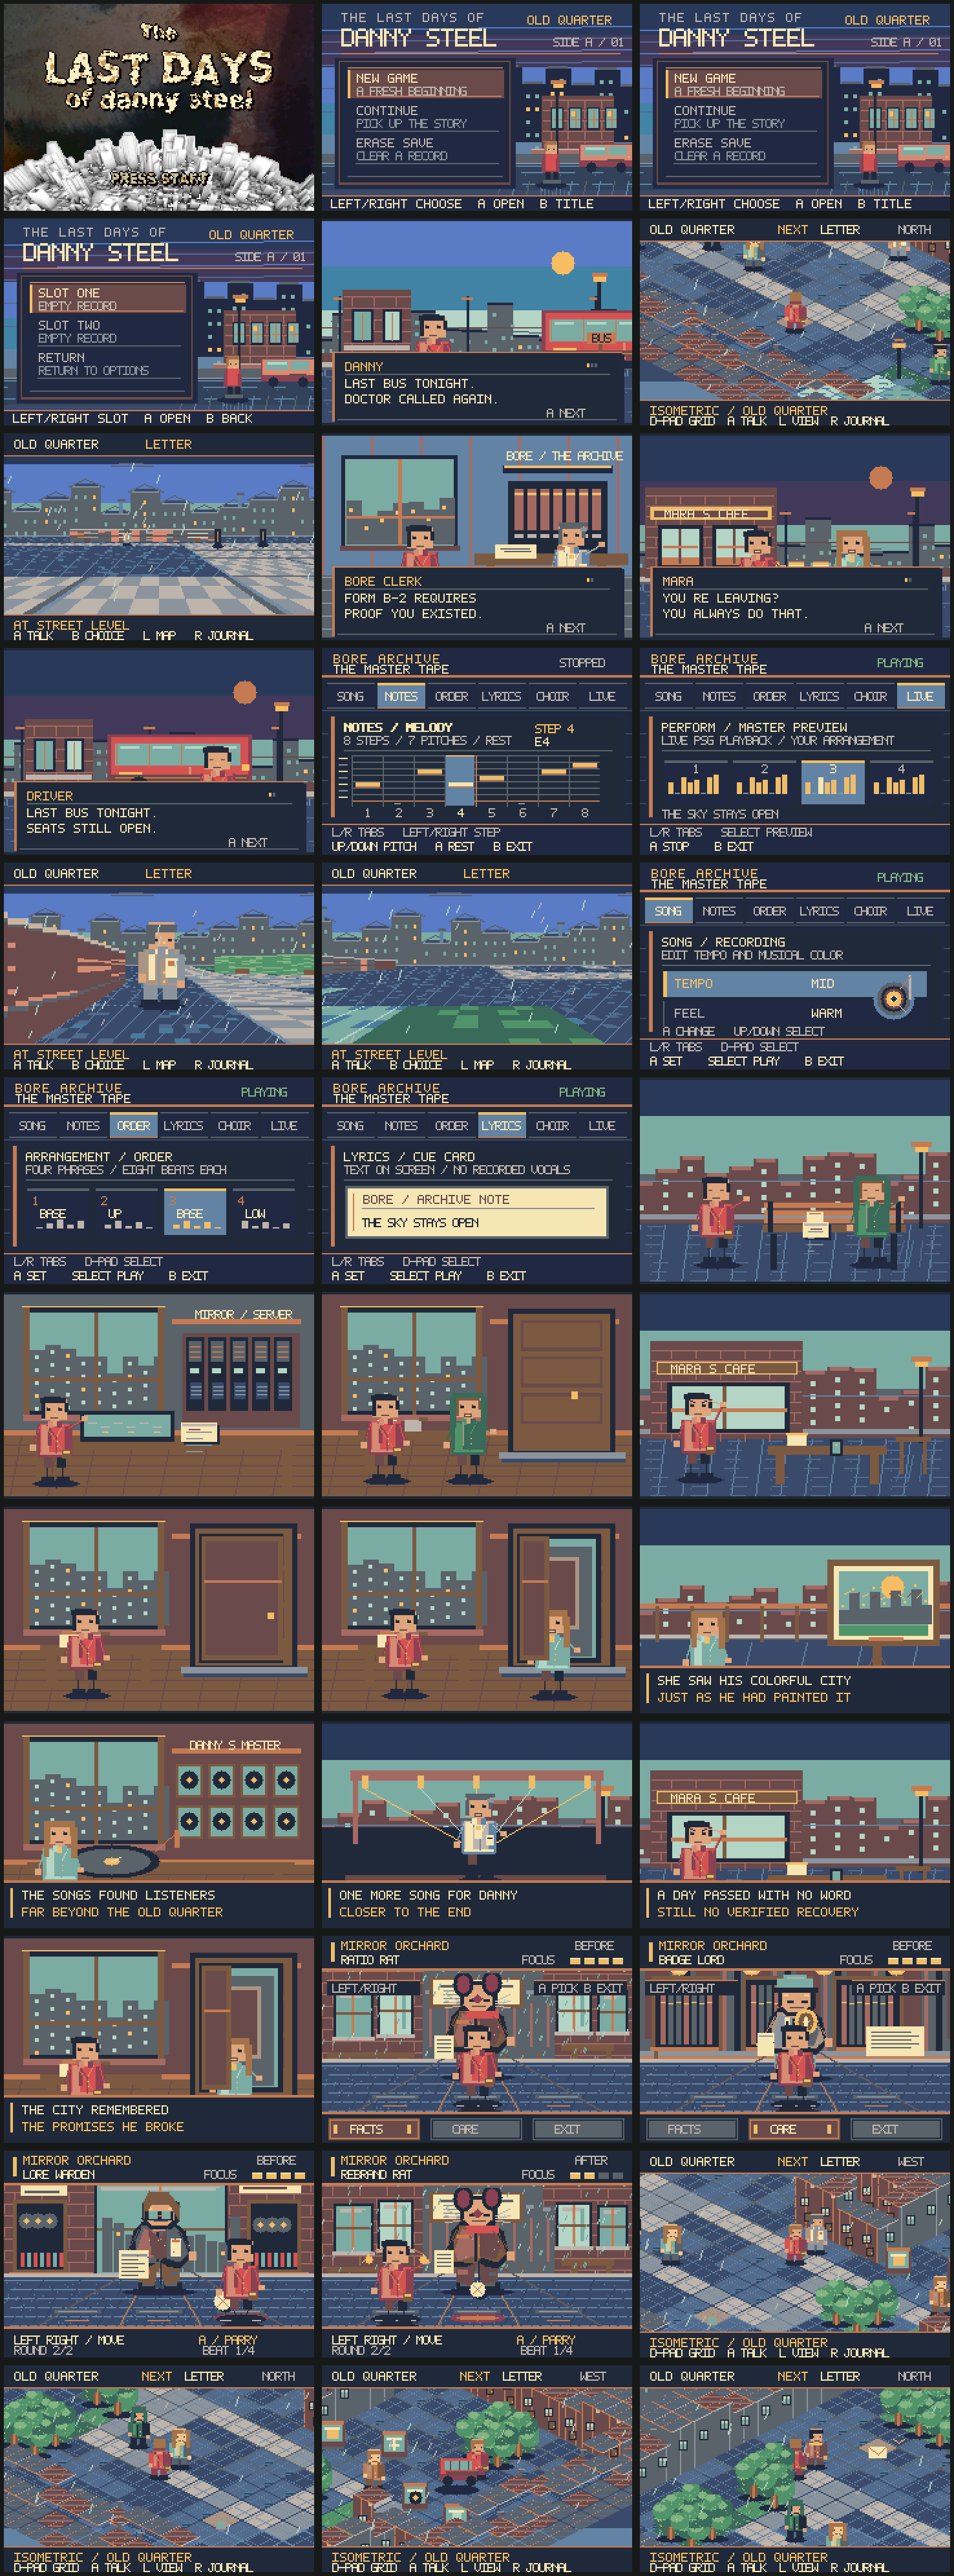 The
LAST DAYS
of danny steel
PRESS START
THE LAST DAYS OF
OLD QUARTER
DANNY STEEL
SIDE A / 01
NEW GAME
A FRESH BEGINNING
CONTINUE
PICK UP THE STORY
ERASE SAVE
CLEAR A RECORD
LEFT/RIGHT CHOOSE A OPEN B TITLE
THE LAST DAYS OF
OLD QUARTER
DANNY STEEL
SIDE A / 01
NEW GAME
A FRESH BEGINNING
CONTINUE
PICK UP THE STORY
ERASE SAVE
CLEAR A RECORD
LEFT/RIGHT CHOOSE A OPEN B TITLE
THE LAST DAYS OF
OLD QUARTER
DANNY STEEL
SIDE A / 01
SLOT ONE
EMPTY RECORD
SLOT TWO
EMPTY RECORD
RETURN
RETURN TO OPTIONS
LEFT/RIGHT SLOT A OPEN B BACK
BUS
DANNY
LAST BUS TONIGHT.
DOCTOR CALLED AGAIN.
A NEXT
OLD QUARTER NEXT LETTER NORTH
ISOMETRIC / OLD QUARTER
D-PAD GRID A TALK L VIEW R JOURNAL
OLD QUARTER LETTER
AT STREET LEVEL
A TALK B CHOICE L MAP R JOURNAL
BORE / THE ARCHIVE
BORE CLERK
FORM B-2 REQUIRES
PROOF YOU EXISTED.
A NEXT
MARA S CAFE
MARA
YOU RE LEAVING?
YOU ALWAYS DO THAT.
A NEXT
DRIVER
LAST BUS TONIGHT.
SEATS STILL OPEN.
A NEXT
BORE ARCHIVE
THE MASTER TAPE
STOPPED
SONG NOTES ORDER LYRICS CHOIR LIVE
NOTES / MELODY
STEP 4
8 STEPS / 7 PITCHES / REST
E4
1 2 3 4 5 6 7 8
L/R TABS LEFT/RIGHT STEP
UP/DOWN PITCH A REST B EXIT
BORE ARCHIVE
THE MASTER TAPE
PLAYING
SONG NOTES ORDER LYRICS CHOIR LIVE
PERFORM / MASTER PREVIEW
LIVE PSG PLAYBACK / YOUR ARRANGEMENT
1 2 3 4
THE SKY STAYS OPEN
L/R TABS SELECT PREVIEW
A STOP B EXIT
OLD QUARTER LETTER
AT STREET LEVEL
A TALK B CHOICE L MAP R JOURNAL
OLD QUARTER LETTER
AT STREET LEVEL
A TALK B CHOICE L MAP R JOURNAL
BORE ARCHIVE
THE MASTER TAPE
PLAYING
SONG NOTES ORDER LYRICS CHOIR LIVE
SONG / RECORDING
EDIT TEMPO AND MUSICAL COLOR
TEMPO MID
FEEL WARM
A CHANGE UP/DOWN SELECT
L/R TABS D-PAD SELECT
A SET SELECT PLAY B EXIT
BORE ARCHIVE
THE MASTER TAPE
PLAYING
SONG NOTES ORDER LYRICS CHOIR LIVE
ARRANGEMENT / ORDER
FOUR PHRASES / EIGHT BEATS EACH
1 2 3 4
BASE UP BASE LOW
L/R TABS D-PAD SELECT
A SET SELECT PLAY B EXIT
BORE ARCHIVE
THE MASTER TAPE
PLAYING
SONG NOTES ORDER LYRICS CHOIR LIVE
LYRICS / CUE CARD
TEXT ON SCREEN / NO RECORDED VOCALS
BORE / ARCHIVE NOTE
THE SKY STAYS OPEN
L/R TABS D-PAD SELECT
A SET SELECT PLAY B EXIT
MIRROR / SERVER
MARA S CAFE
SHE SAW HIS COLORFUL CITY
JUST AS HE HAD PAINTED IT
DANNY S MASTER
THE SONGS FOUND LISTENERS
FAR BEYOND THE OLD QUARTER
ONE MORE SONG FOR DANNY
CLOSER TO THE END
MARA S CAFE
A DAY PASSED WITH NO WORD
STILL NO VERIFIED RECOVERY
THE CITY REMEMBERED
THE PROMISES HE BROKE
MIRROR ORCHARD BEFORE
RATIO RAT FOCUS
LEFT/RIGHT A PICK B EXIT
FACTS CARE EXIT
MIRROR ORCHARD BEFORE
BADGE LORD FOCUS
LEFT/RIGHT A PICK B EXIT
FACTS CARE EXIT
MIRROR ORCHARD BEFORE
LORE WARDEN FOCUS
LEFT RIGHT / MOVE A / PARRY
ROUND 2/2 BEAT 1/4
MIRROR ORCHARD AFTER
REBRAND RAT FOCUS
LEFT RIGHT / MOVE A / PARRY
ROUND 2/2 BEAT 1/4
OLD QUARTER NEXT LETTER WEST
ISOMETRIC / OLD QUARTER
D-PAD GRID A TALK L VIEW R JOURNAL
OLD QUARTER NEXT LETTER NORTH
ISOMETRIC / OLD QUARTER
D-PAD GRID A TALK L VIEW R JOURNAL
OLD QUARTER NEXT LETTER WEST
ISOMETRIC / OLD QUARTER
D-PAD GRID A TALK L VIEW R JOURNAL
OLD QUARTER NEXT LETTER NORTH
ISOMETRIC / OLD QUARTER
D-PAD GRID A TALK L VIEW R JOURNAL